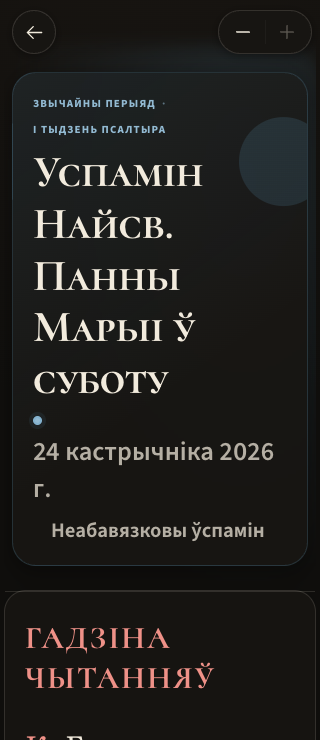 ЗВЫЧАЙНЫ ПЕРЫЯД ·
I ТЫДЗЕНЬ ПСАЛТЫРА
Успамін
Найсв.
Панны
Марыі ў
суботу
24 кастрычніка 2026
г.
Неабавязковы ўспамін
ГАДЗІНА
ЧЫТАННЯЎ